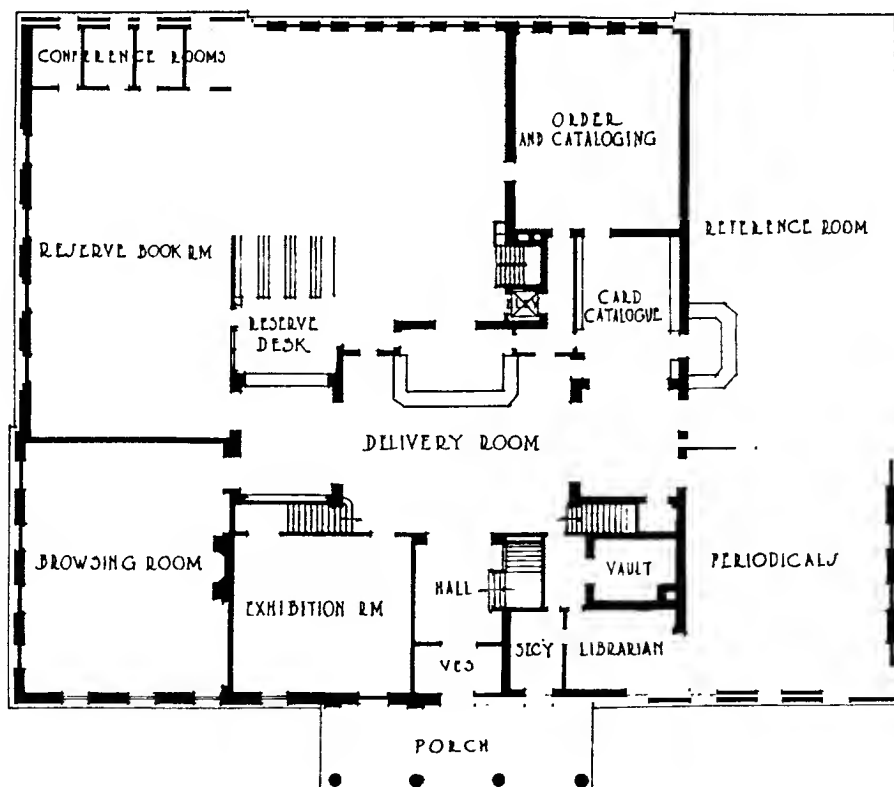 CONFERENCE ROOMS
ORDER
AND CATALOGING
RESERVE BOOK RM
REFERENCE ROOM
CARD
CATALOGUE
RESERVE
DESK
DELIVERY ROOM
BROWSING ROOM
EXHIBITION RM
HALL
VAULT
PERIODICALS
VES
SEC'Y
LIBRARIAN
PORCH